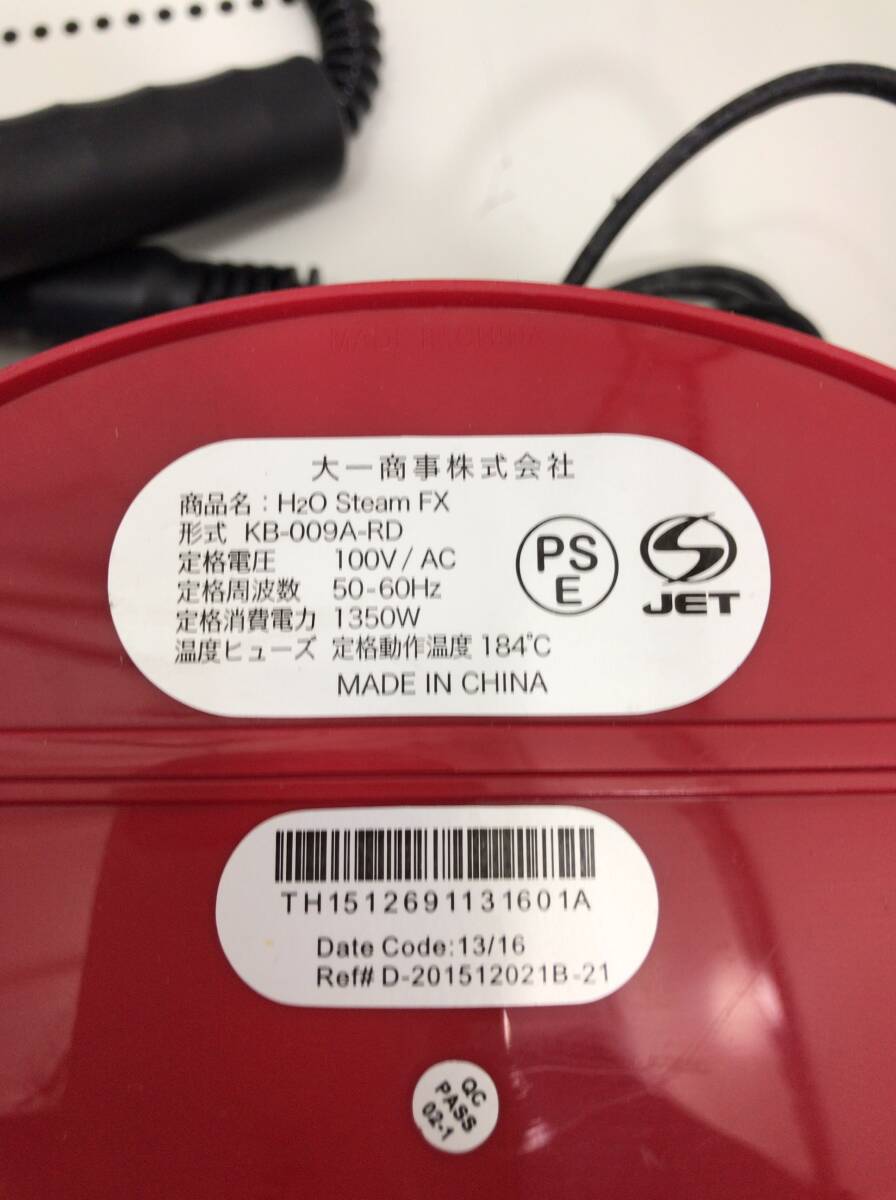 MADE IN CHINA
大一商事株式会社
商品名：H2O Steam FX
形式 KB-009A-RD
定格電圧 100V/AC
定格周波数 50-60Hz
定格消費電力 1350W
温度ヒューズ 定格動作温度 184℃
MADE IN CHINA
PS
E
JET
TH1512691131601A
Date Code:13/16
Ref# D-201512021B-21
QC
PASS
02-1